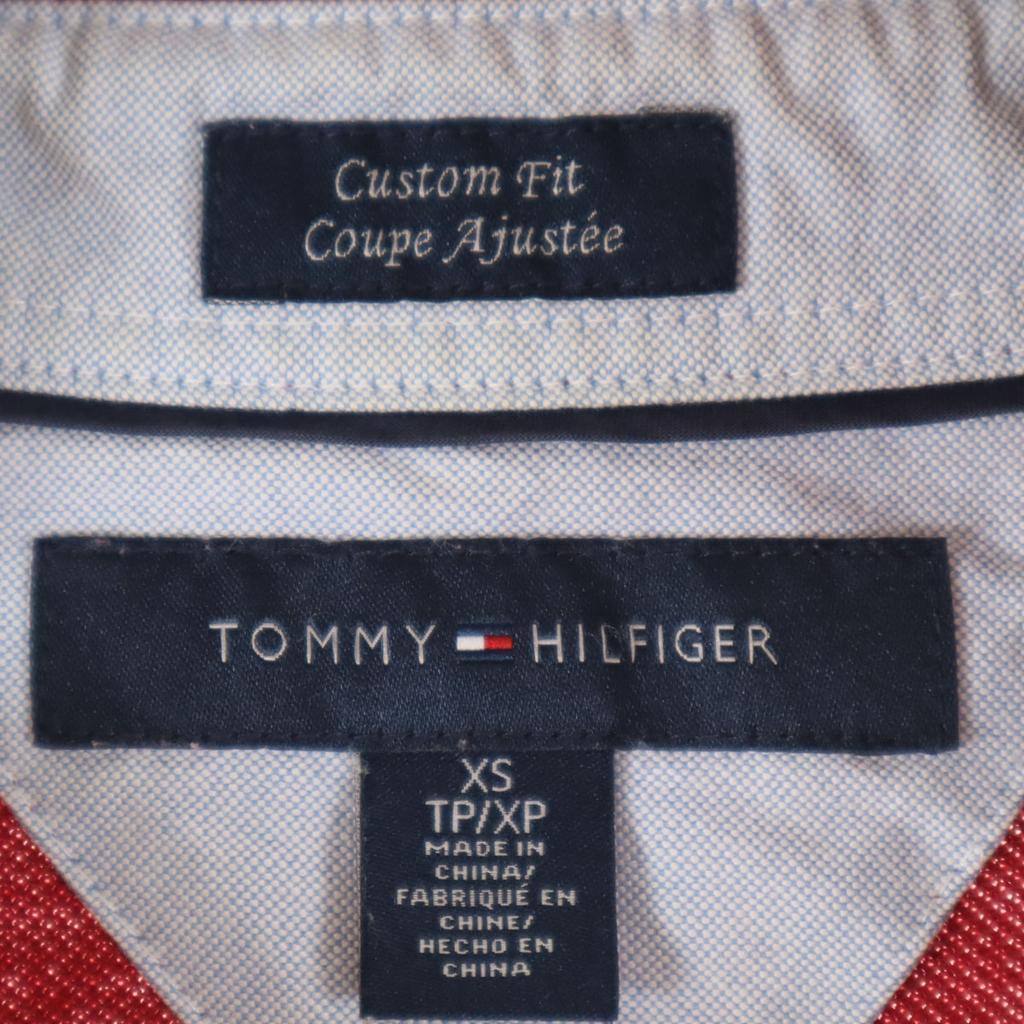 Custom Fit
Coupe Ajustée
TOMMY HILFIGER
XS
TP/XP
MADE IN
CHINA/
FABRIQUÉ EN
CHINE/
HECHO EN
CHINA